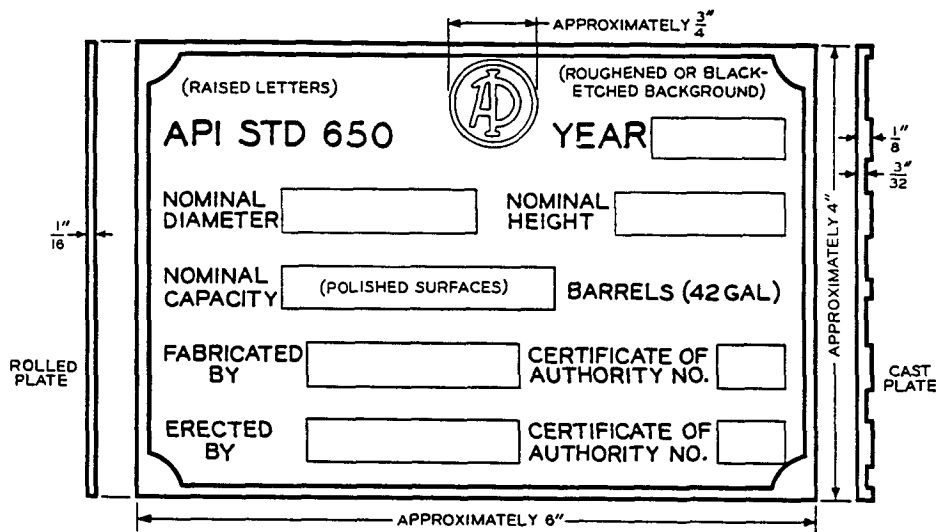 APPROXIMATELY 3/4"
(RAISED LETTERS)
(ROUGHENED OR BLACK-
ETCHED BACKGROUND)
API
API STD 650
YEAR
1/8"
3/32"
NOMINAL
DIAMETER
NOMINAL
HEIGHT
1/16"
NOMINAL
CAPACITY
(POLISHED SURFACES)
BARRELS (42 GAL)
APPROXIMATELY 4"
ROLLED
PLATE
FABRICATED
BY
CERTIFICATE OF
AUTHORITY NO.
CAST
PLATE
ERECTED
BY
CERTIFICATE OF
AUTHORITY NO.
APPROXIMATELY 6"